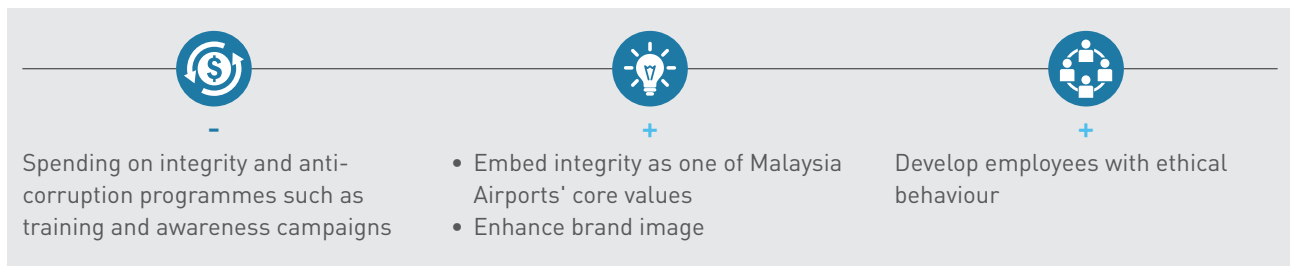 $
-
Spending on integrity and anti-
corruption programmes such as
training and awareness campaigns
+
• Embed integrity as one of Malaysia
Airports' core values
• Enhance brand image
+
Develop employees with ethical
behaviour